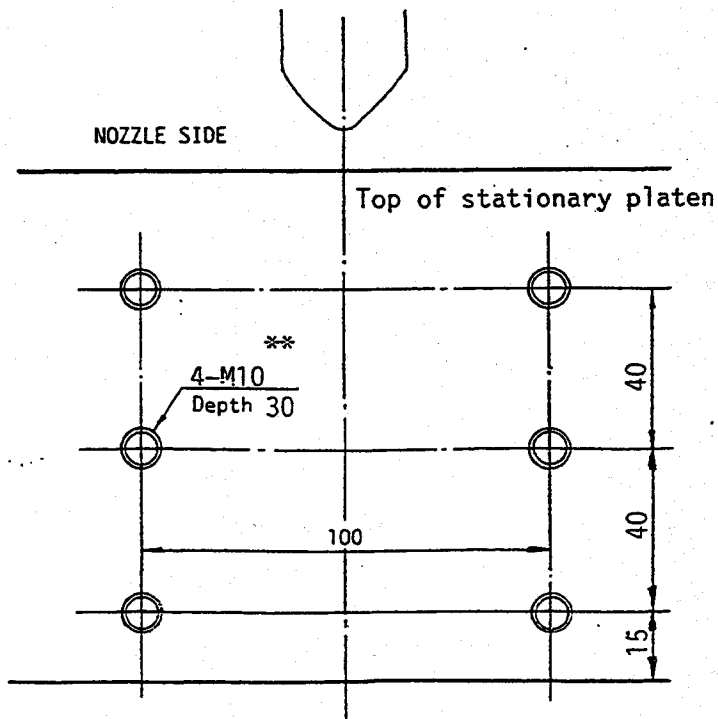 NOZZLE SIDE
Top of stationary platen
**
4-M10
Depth 30
40
100
40
15